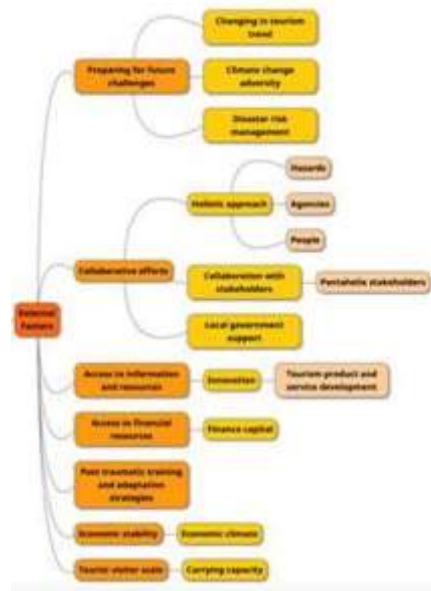 Changing in tourism
trend
Preparing for future
challenges
Climate change
adversity
Disaster risk
management
Hazards
Holistic approach
Agencies
People
Collaborative efforts
Collaboration with
stakeholders
Pentahelix stakeholders
External
Factors
Local government
support
Access to information
and resources
Innovation
Tourism product and
service development
Access to financial
resources
Finance capital
Post traumatic training
and adaptation
strategies
Economic stability
Economic climate
Tourist visitor scale
Carrying capacity